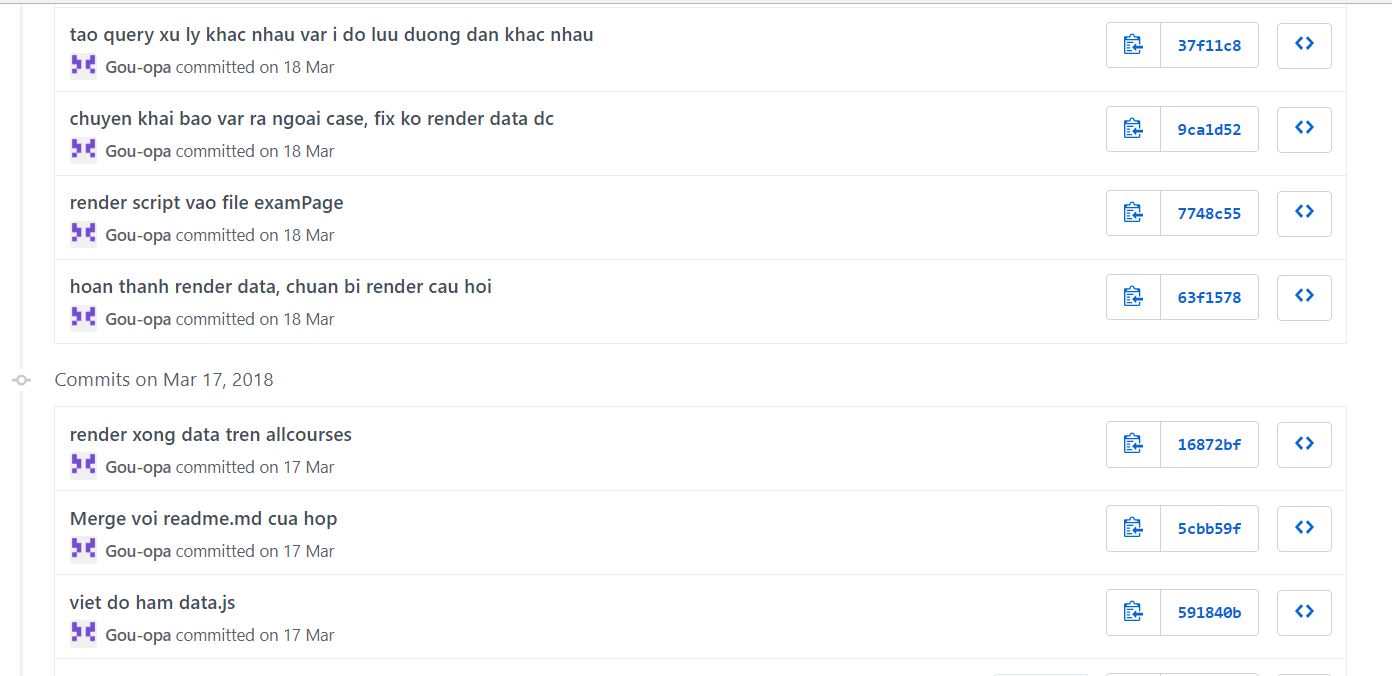 tao query xu ly khac nhau var i do luu duong dan khac nhau
Gou-opa committed on 18 Mar
37f11c8
chuyen khai bao var ra ngoai case, fix ko render data dc
Gou-opa committed on 18 Mar
9ca1d52
render script vao file examPage
Gou-opa committed on 18 Mar
7748c55
hoan thanh render data, chuan bi render cau hoi
Gou-opa committed on 18 Mar
63f1578
Commits on Mar 17, 2018
render xong data tren allcourses
Gou-opa committed on 17 Mar
16872bf
Merge voi readme.md cua hop
Gou-opa committed on 17 Mar
5cbb59f
viet do ham data.js
Gou-opa committed on 17 Mar
591840b